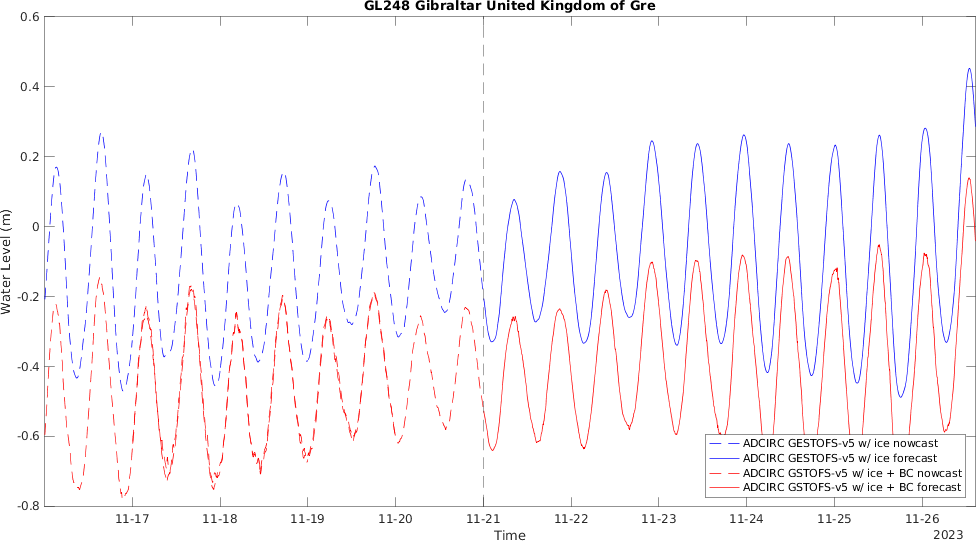 GL248 Gibraltar United Kingdom of Gre
0.6
0.4
0.2
0
-0.2
-0.4
-0.6
-0.8
Water Level (m)
ADCIRC GESTOFS-v5 w/ ice nowcast
ADCIRC GESTOFS-v5 w/ ice forecast
ADCIRC GSTOFS-v5 w/ ice + BC nowcast
ADCIRC GSTOFS-v5 w/ ice + BC forecast
11-17 11-18 11-19 11-20 11-21 11-22 11-23 11-24 11-25 11-26
Time
2023